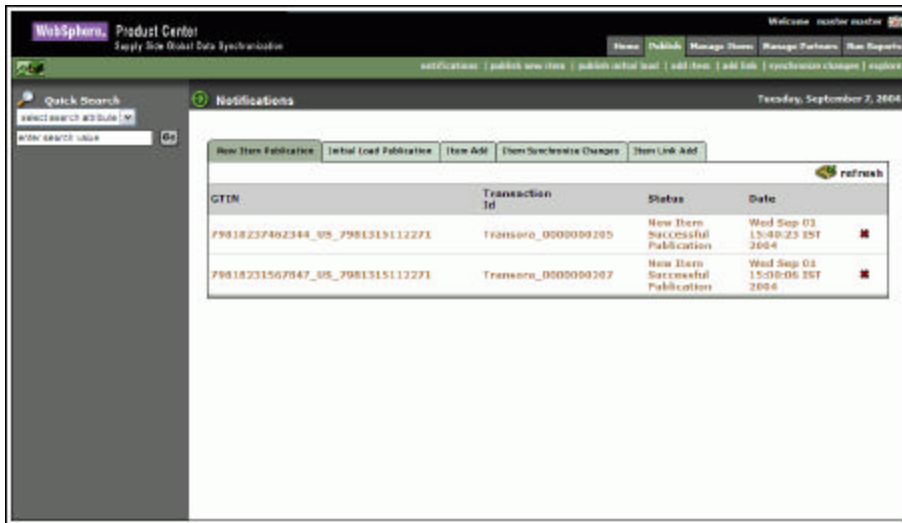 WebSphere. Product Center
Supply Side Global Data Synchronization
Welcome master master
Home Publish Manage Items Manage Partners Run Reports
notifications | publish new item | publish initial load | add item | add link | synchronize changes | explore
Quick Search
select search attribute
enter search value Go
Notifications
Tuesday, September 7, 2004
New Item Publication Initial Load Publication Item Add Item Synchronize Changes Item Link Add
refresh
GTIN Transaction Id Status Date
79818237462344_US_7981315112271 Transora_0000000205 New Item Successful Publication Wed Sep 01 15:40:23 IST 2004
79818231567847_US_7981315112271 Transora_0000000207 New Item Successful Publication Wed Sep 01 15:00:06 IST 2004